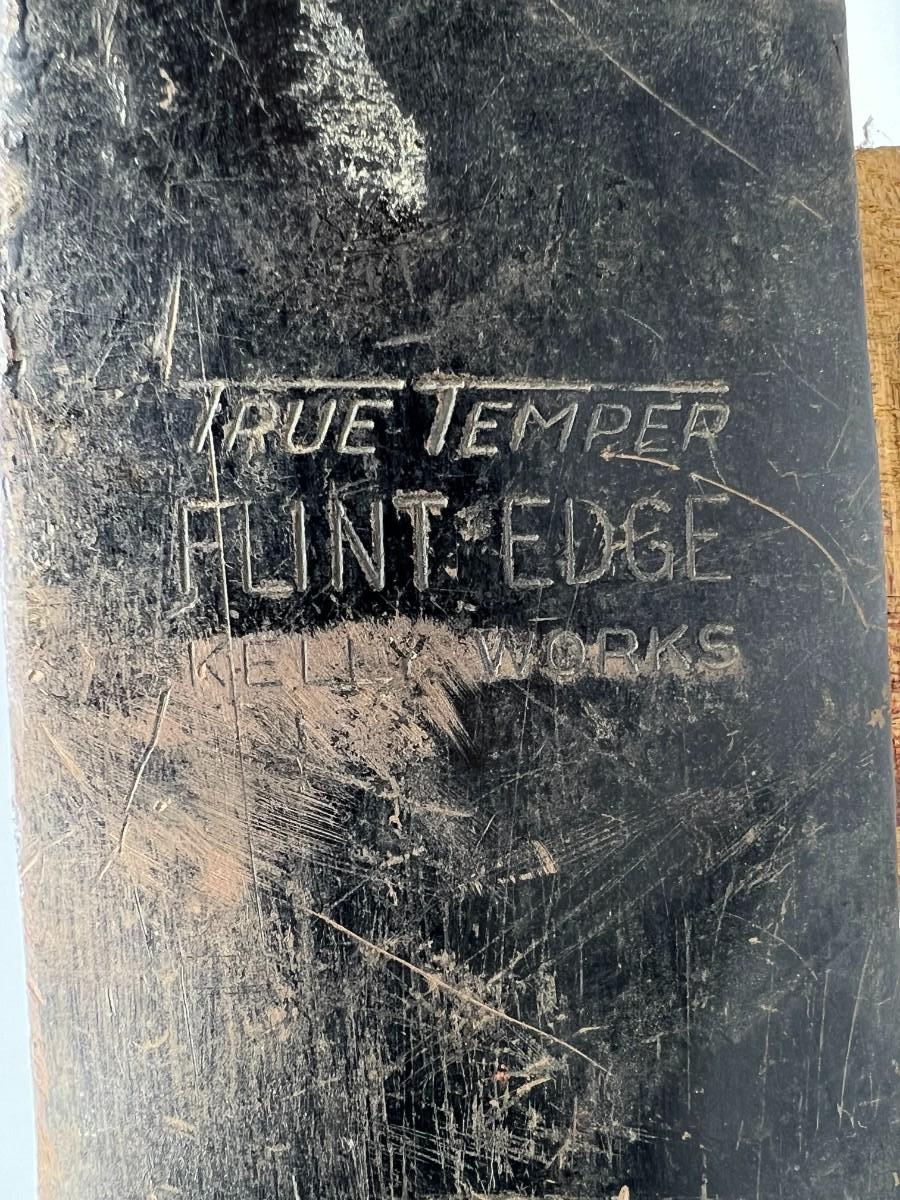 TRUE TEMPER
FLINT EDGE
KELLY WORKS